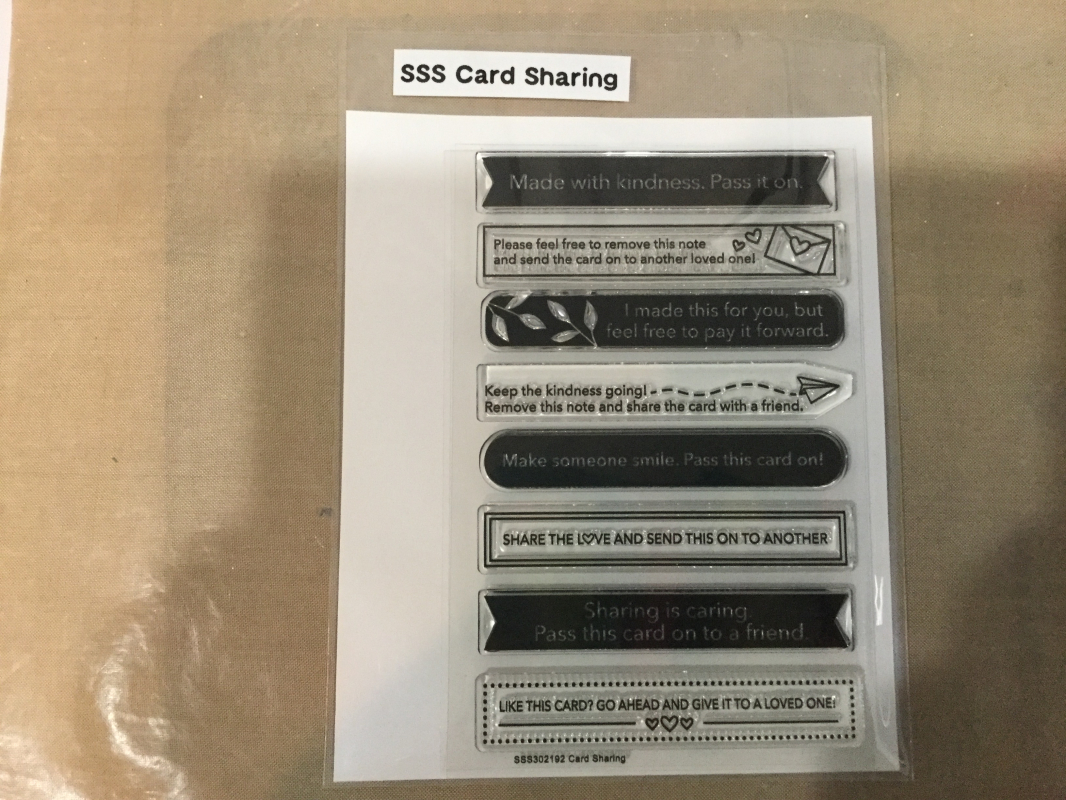 SSS Card Sharing
Made with kindness. Pass it on.
Please feel free to remove this note
and send the card on to another loved one!
I made this for you, but
feel free to pay it forward.
Keep the kindness going!
Remove this note and share the card with a friend.
Make someone smile. Pass this card on!
SHARE THE L♡VE AND SEND THIS ON TO ANOTHER
Sharing is caring.
Pass this card on to a friend.
LIKE THIS CARD? GO AHEAD AND GIVE IT TO A LOVED ONE!
SSS302192 Card Sharing